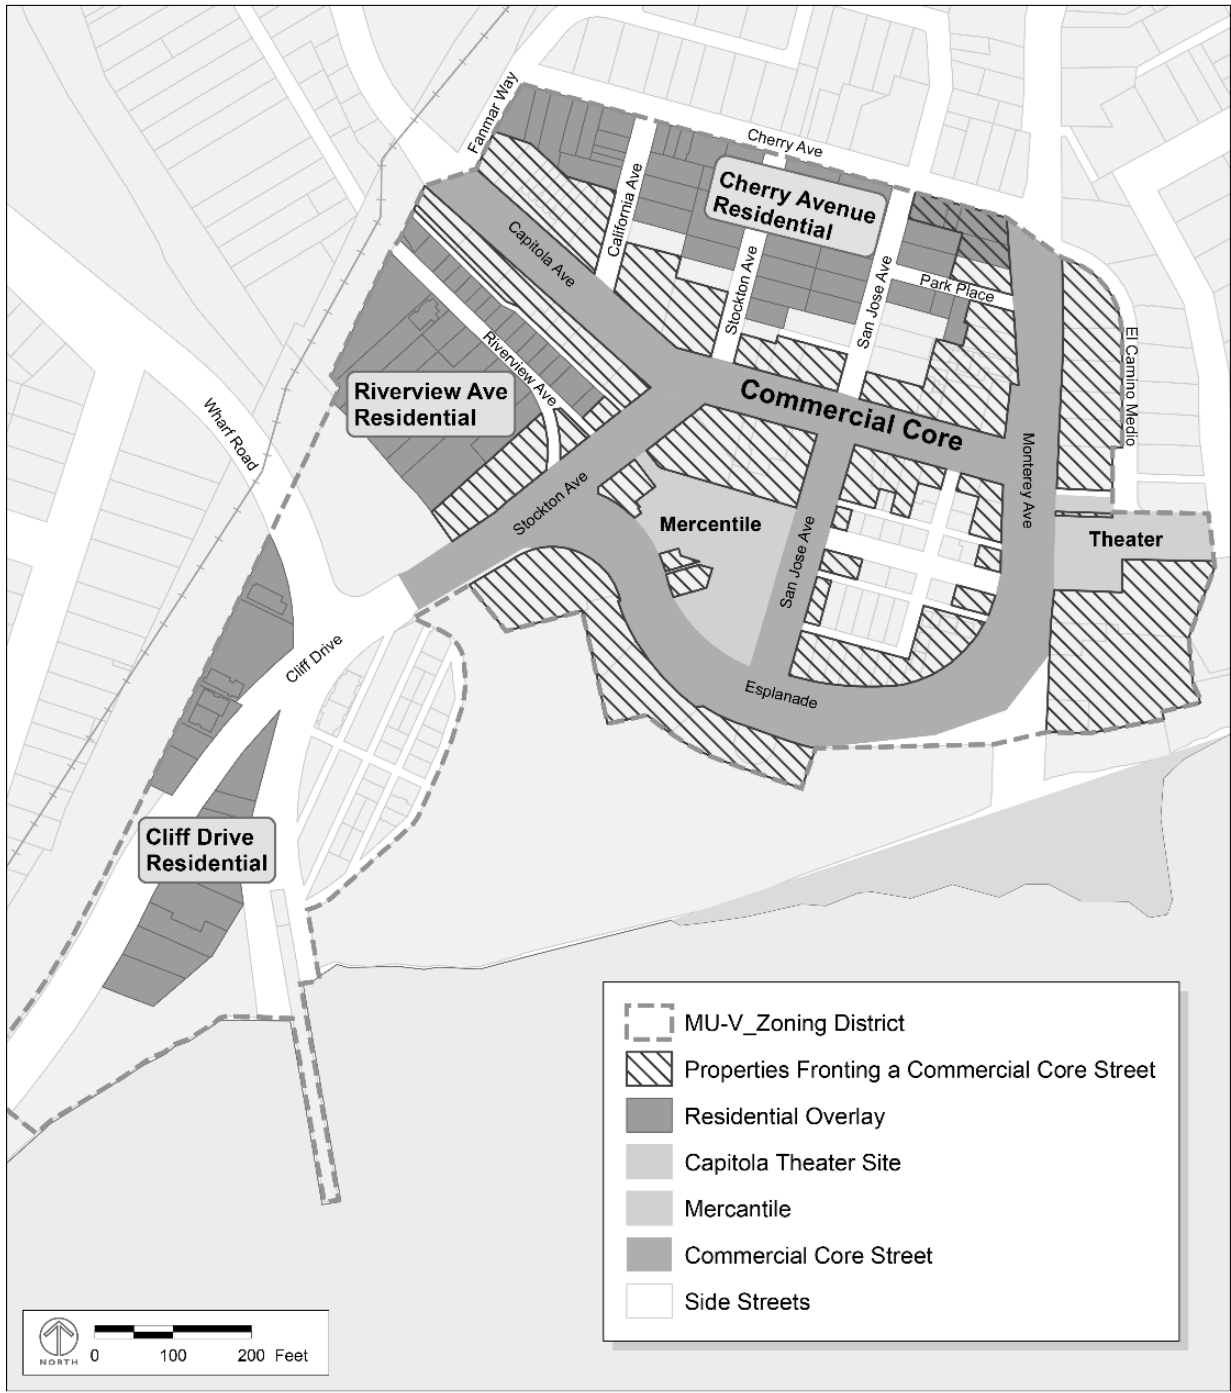 Fanmar Way
Cherry Ave
Cherry Avenue
Residential
California Ave
Capitola Ave
Stockton Ave
San Jose Ave
Park Place
El Camino Medio
Riverview Ave
Riverview Ave
Residential
Commercial Core
Wharf Road
Monterey Ave
Stockton Ave
Mercentile
Theater
San Jose Ave
Cliff Drive
Esplanade
Cliff Drive
Residential
MU-V_Zoning District
Properties Fronting a Commercial Core Street
Residential Overlay
Capitola Theater Site
Mercantile
Commercial Core Street
Side Streets
NORTH
0 100 200 Feet